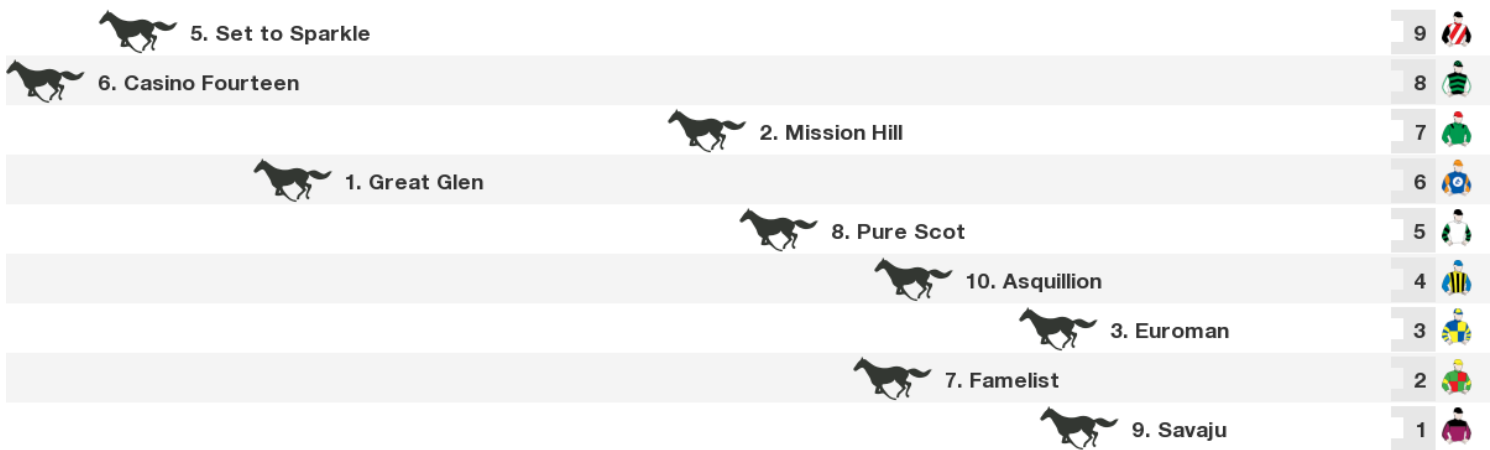 5. Set to Sparkle 9
6. Casino Fourteen 8
2. Mission Hill 7
1. Great Glen 6
8. Pure Scot 5
10. Asquillion 4
3. Euroman 3
7. Famelist 2
9. Savaju 1